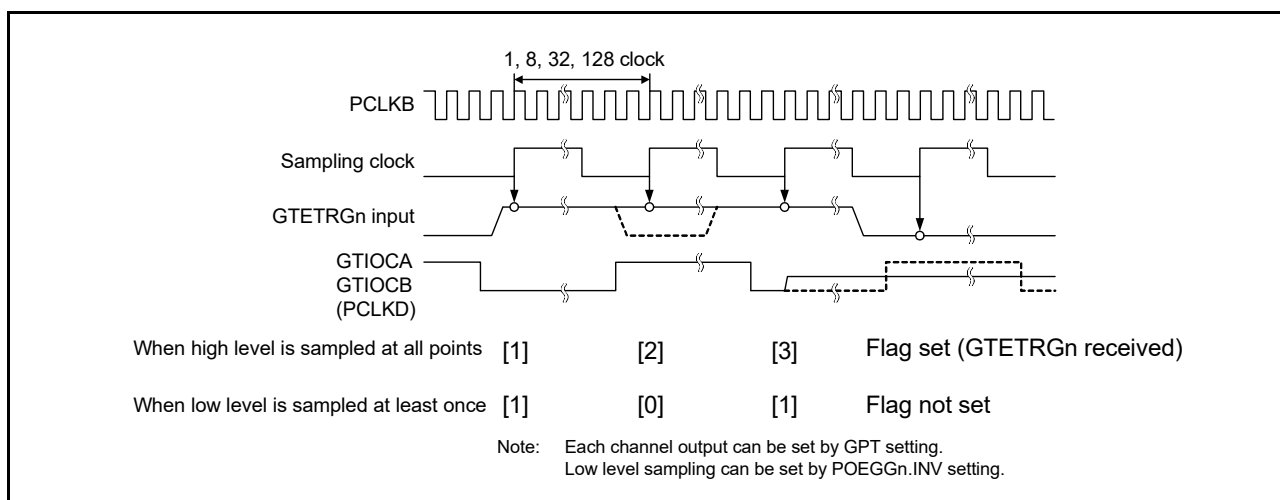 1, 8, 32, 128 clock
PCLKB
Sampling clock
GTETRGn input
GTIOCA
GTIOCB
(PCLKD)
When high level is sampled at all points [1] [2] [3] Flag set (GTETRGn received)
When low level is sampled at least once [1] [0] [1] Flag not set
Note: Each channel output can be set by GPT setting.
Low level sampling can be set by POEGGn.INV setting.